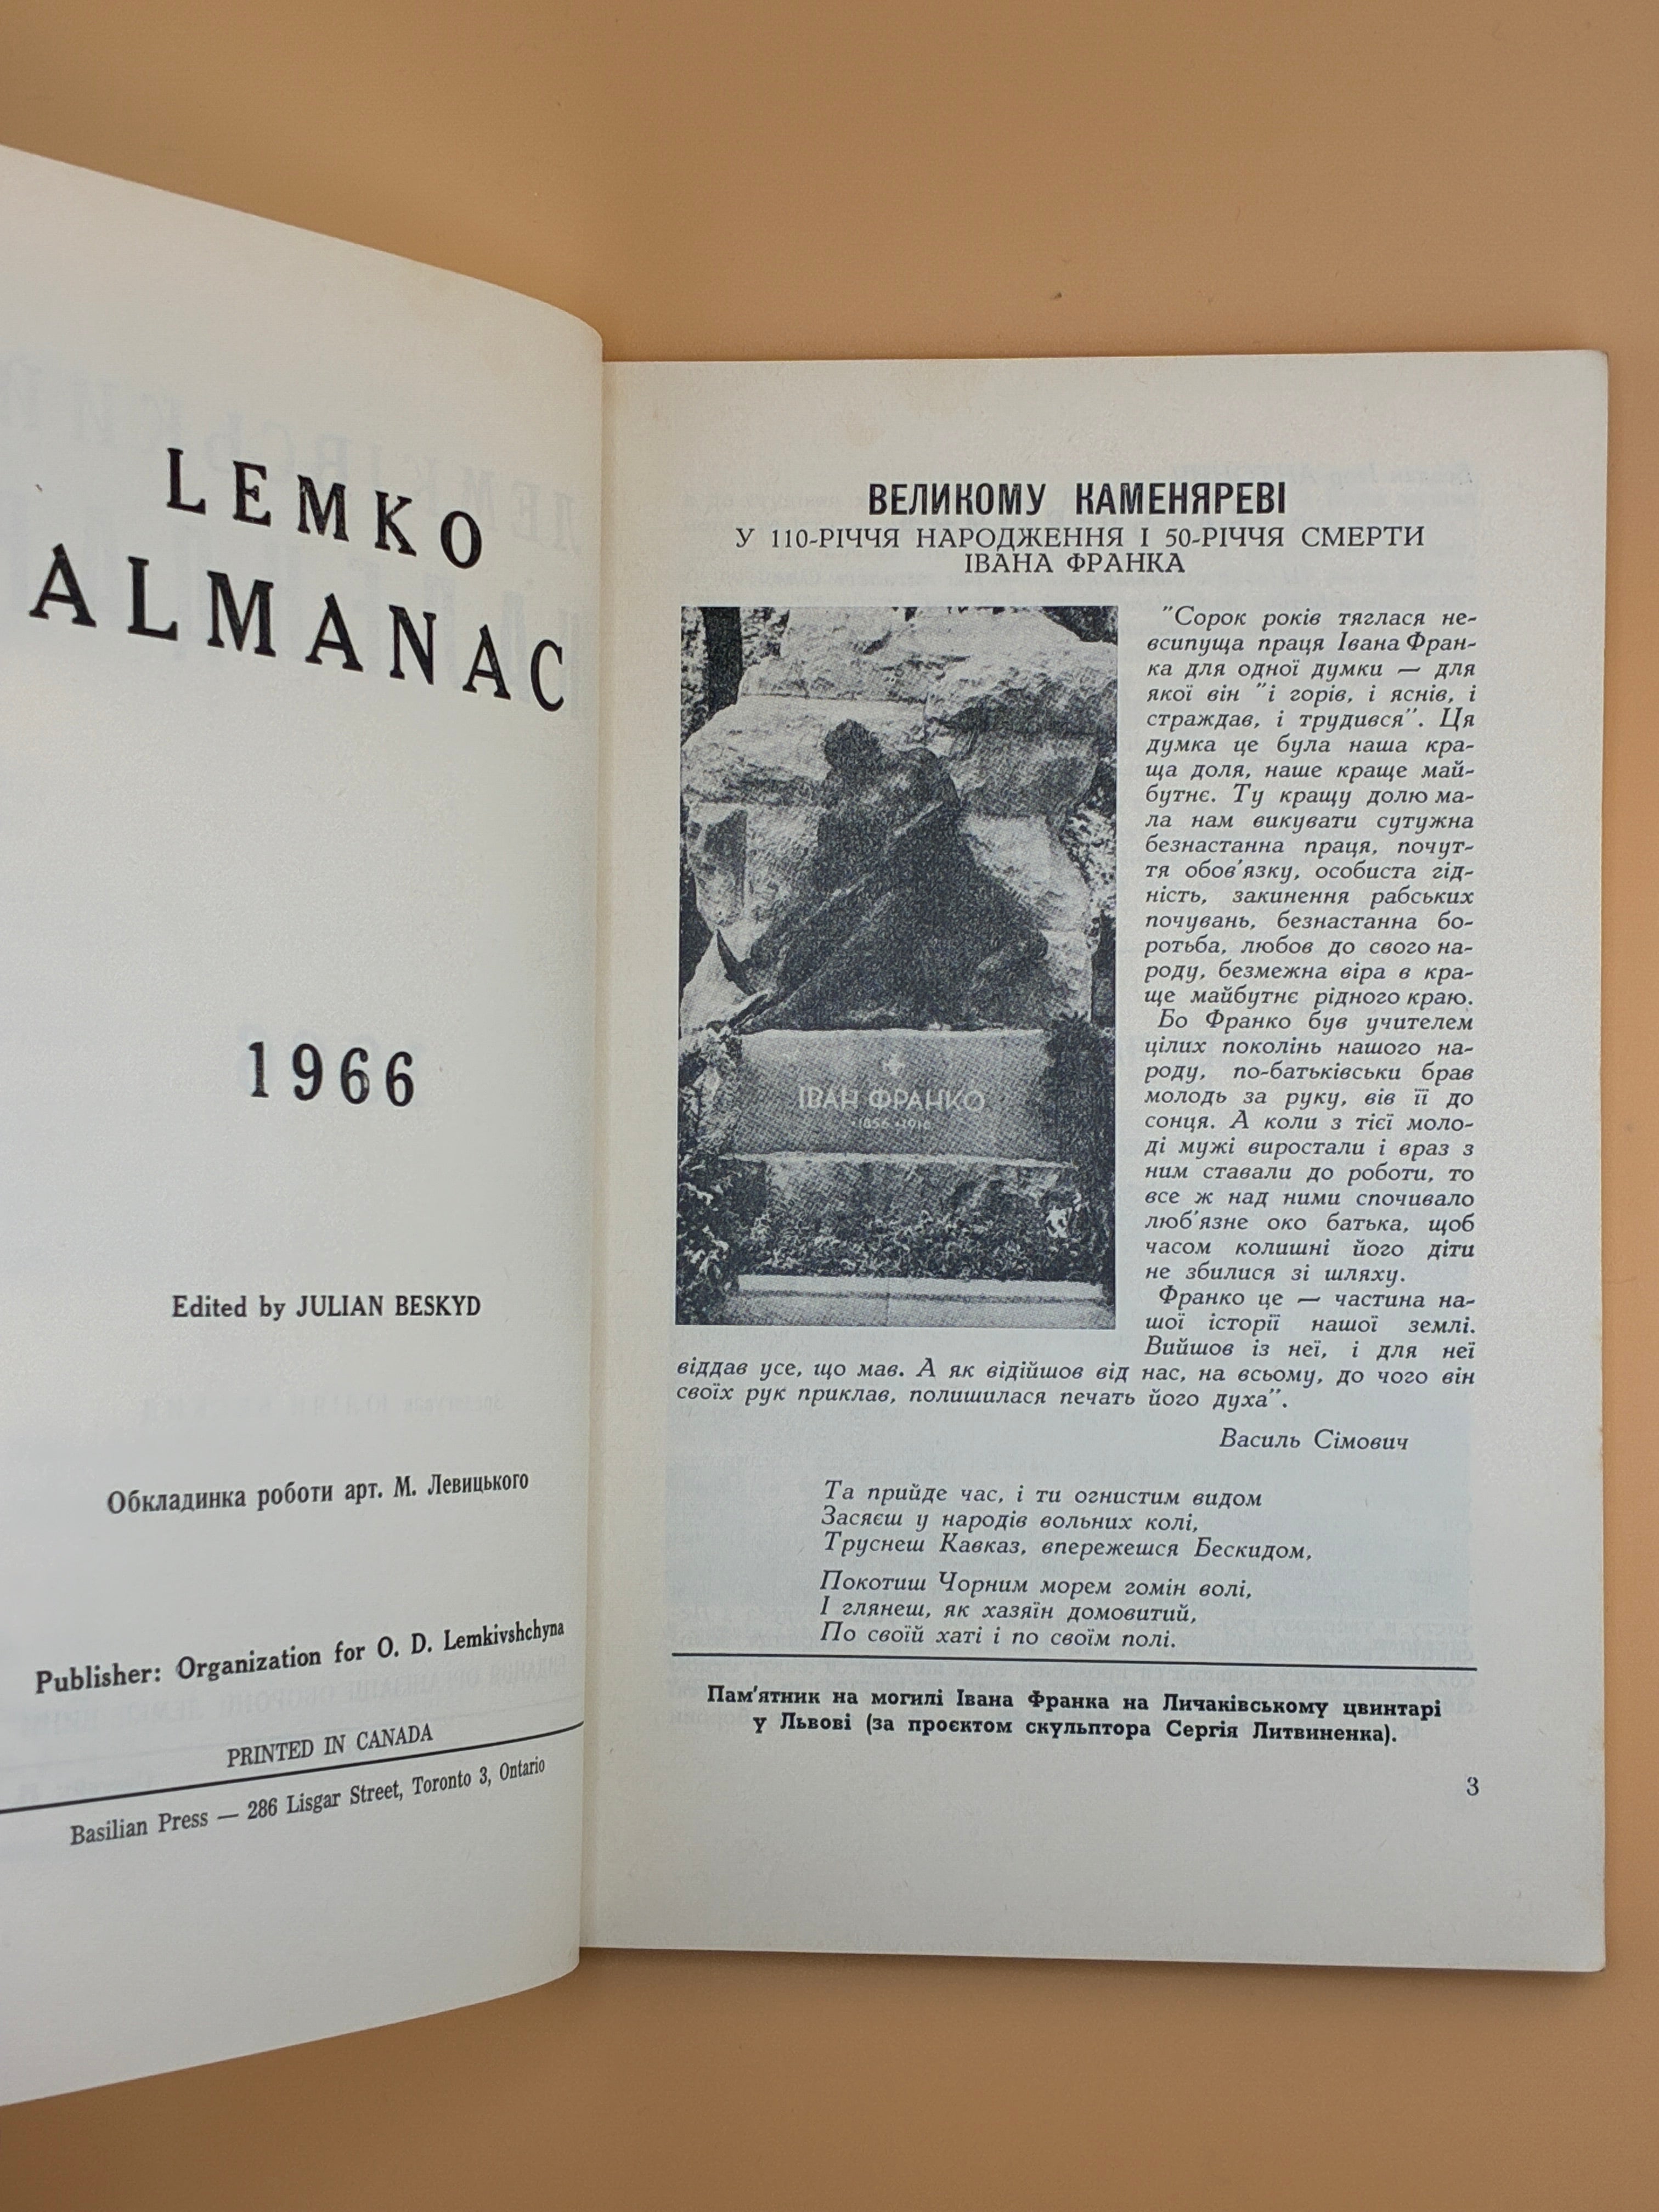 LEMKO
ALMANAC
1966
Edited by JULIAN BESKYD
Обкладинка роботи арт. М. Левицького
Publisher: Organization for O. D. Lemkivshchyna
PRINTED IN CANADA
Basilian Press — 286 Lisgar Street, Toronto 3, Ontario
ВЕЛИКОМУ КАМЕНЯРЕВІ
У 110-РІЧЧЯ НАРОДЖЕННЯ І 50-РІЧЧЯ СМЕРТИ
ІВАНА ФРАНКА
ІВАН ФРАНКО
•1856 •1916
"Сорок років тяглася не-
всипуща праця Івана Фран-
ка для одної думки — для
якої він "і горів, і яснів, і
страждав, і трудився". Ця
думка це була наша кра-
ща доля, наше краще май-
бутнє. Ту кращу долю ма-
ла нам викувати сутужна
безнастанна праця, почут-
тя обов'язку, особиста гід-
ність, закинення рабських
почувань, безнастанна бо-
ротьба, любов до свого на-
роду, безмежна віра в кра-
ще майбутнє рідного краю.
Бо Франко був учителем
цілих поколінь нашого на-
роду, по-батьківськи брав
молодь за руку, вів її до
сонця. А коли з тієї моло-
ді мужі виростали і враз з
ним ставали до роботи, то
все ж над ними спочивало
люб'язне око батька, щоб
часом колишні його діти
не збилися зі шляху.
Франко це — частина на-
шої історії нашої землі.
Вийшов із неї, і для неї
віддав усе, що мав. А як відійшов від нас, на всьому, до чого він
своїх рук приклав, полишилася печать його духа".
Василь Сімович
Та прийде час, і ти огнистим видом
Засяєш у народів вольних колі,
Труснеш Кавказ, впережешся Бескидом,
Покотиш Чорним морем гомін волі,
І глянеш, як хазяїн домовитий,
По своїй хаті і по своїм полі.
Пам'ятник на могилі Івана Франка на Личаківському цвинтарі
у Львові (за проєктом скульптора Сергія Литвиненка).
3